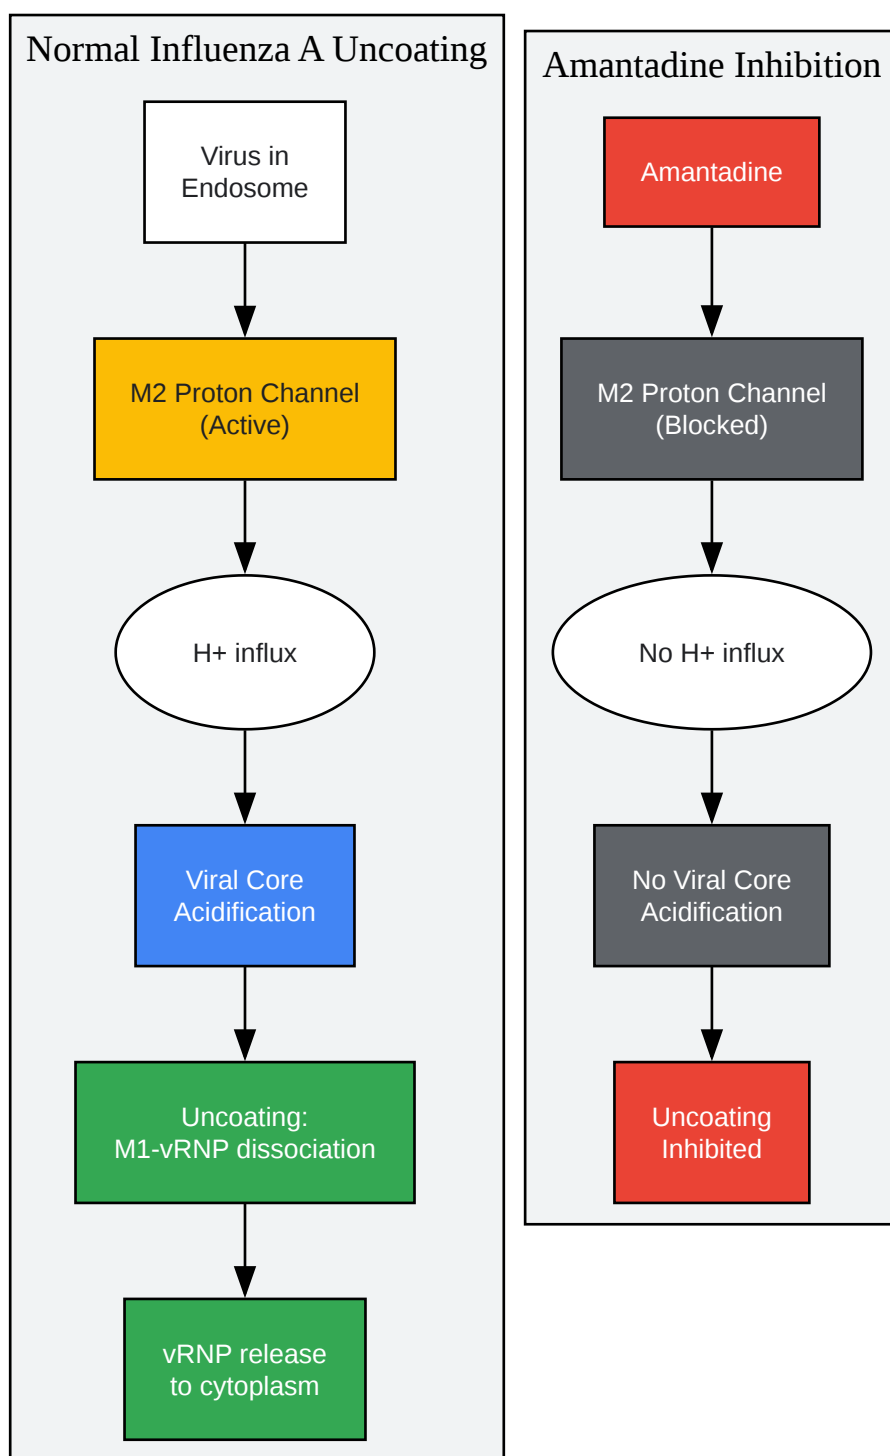 Normal Influenza A Uncoating
Virus in
Endosome
M2 Proton Channel
(Active)
H+ influx
Viral Core
Acidification
Uncoating:
M1-vRNP dissociation
vRNP release
to cytoplasm
Amantadine Inhibition
Amantadine
M2 Proton Channel
(Blocked)
No H+ influx
No Viral Core
Acidification
Uncoating
Inhibited